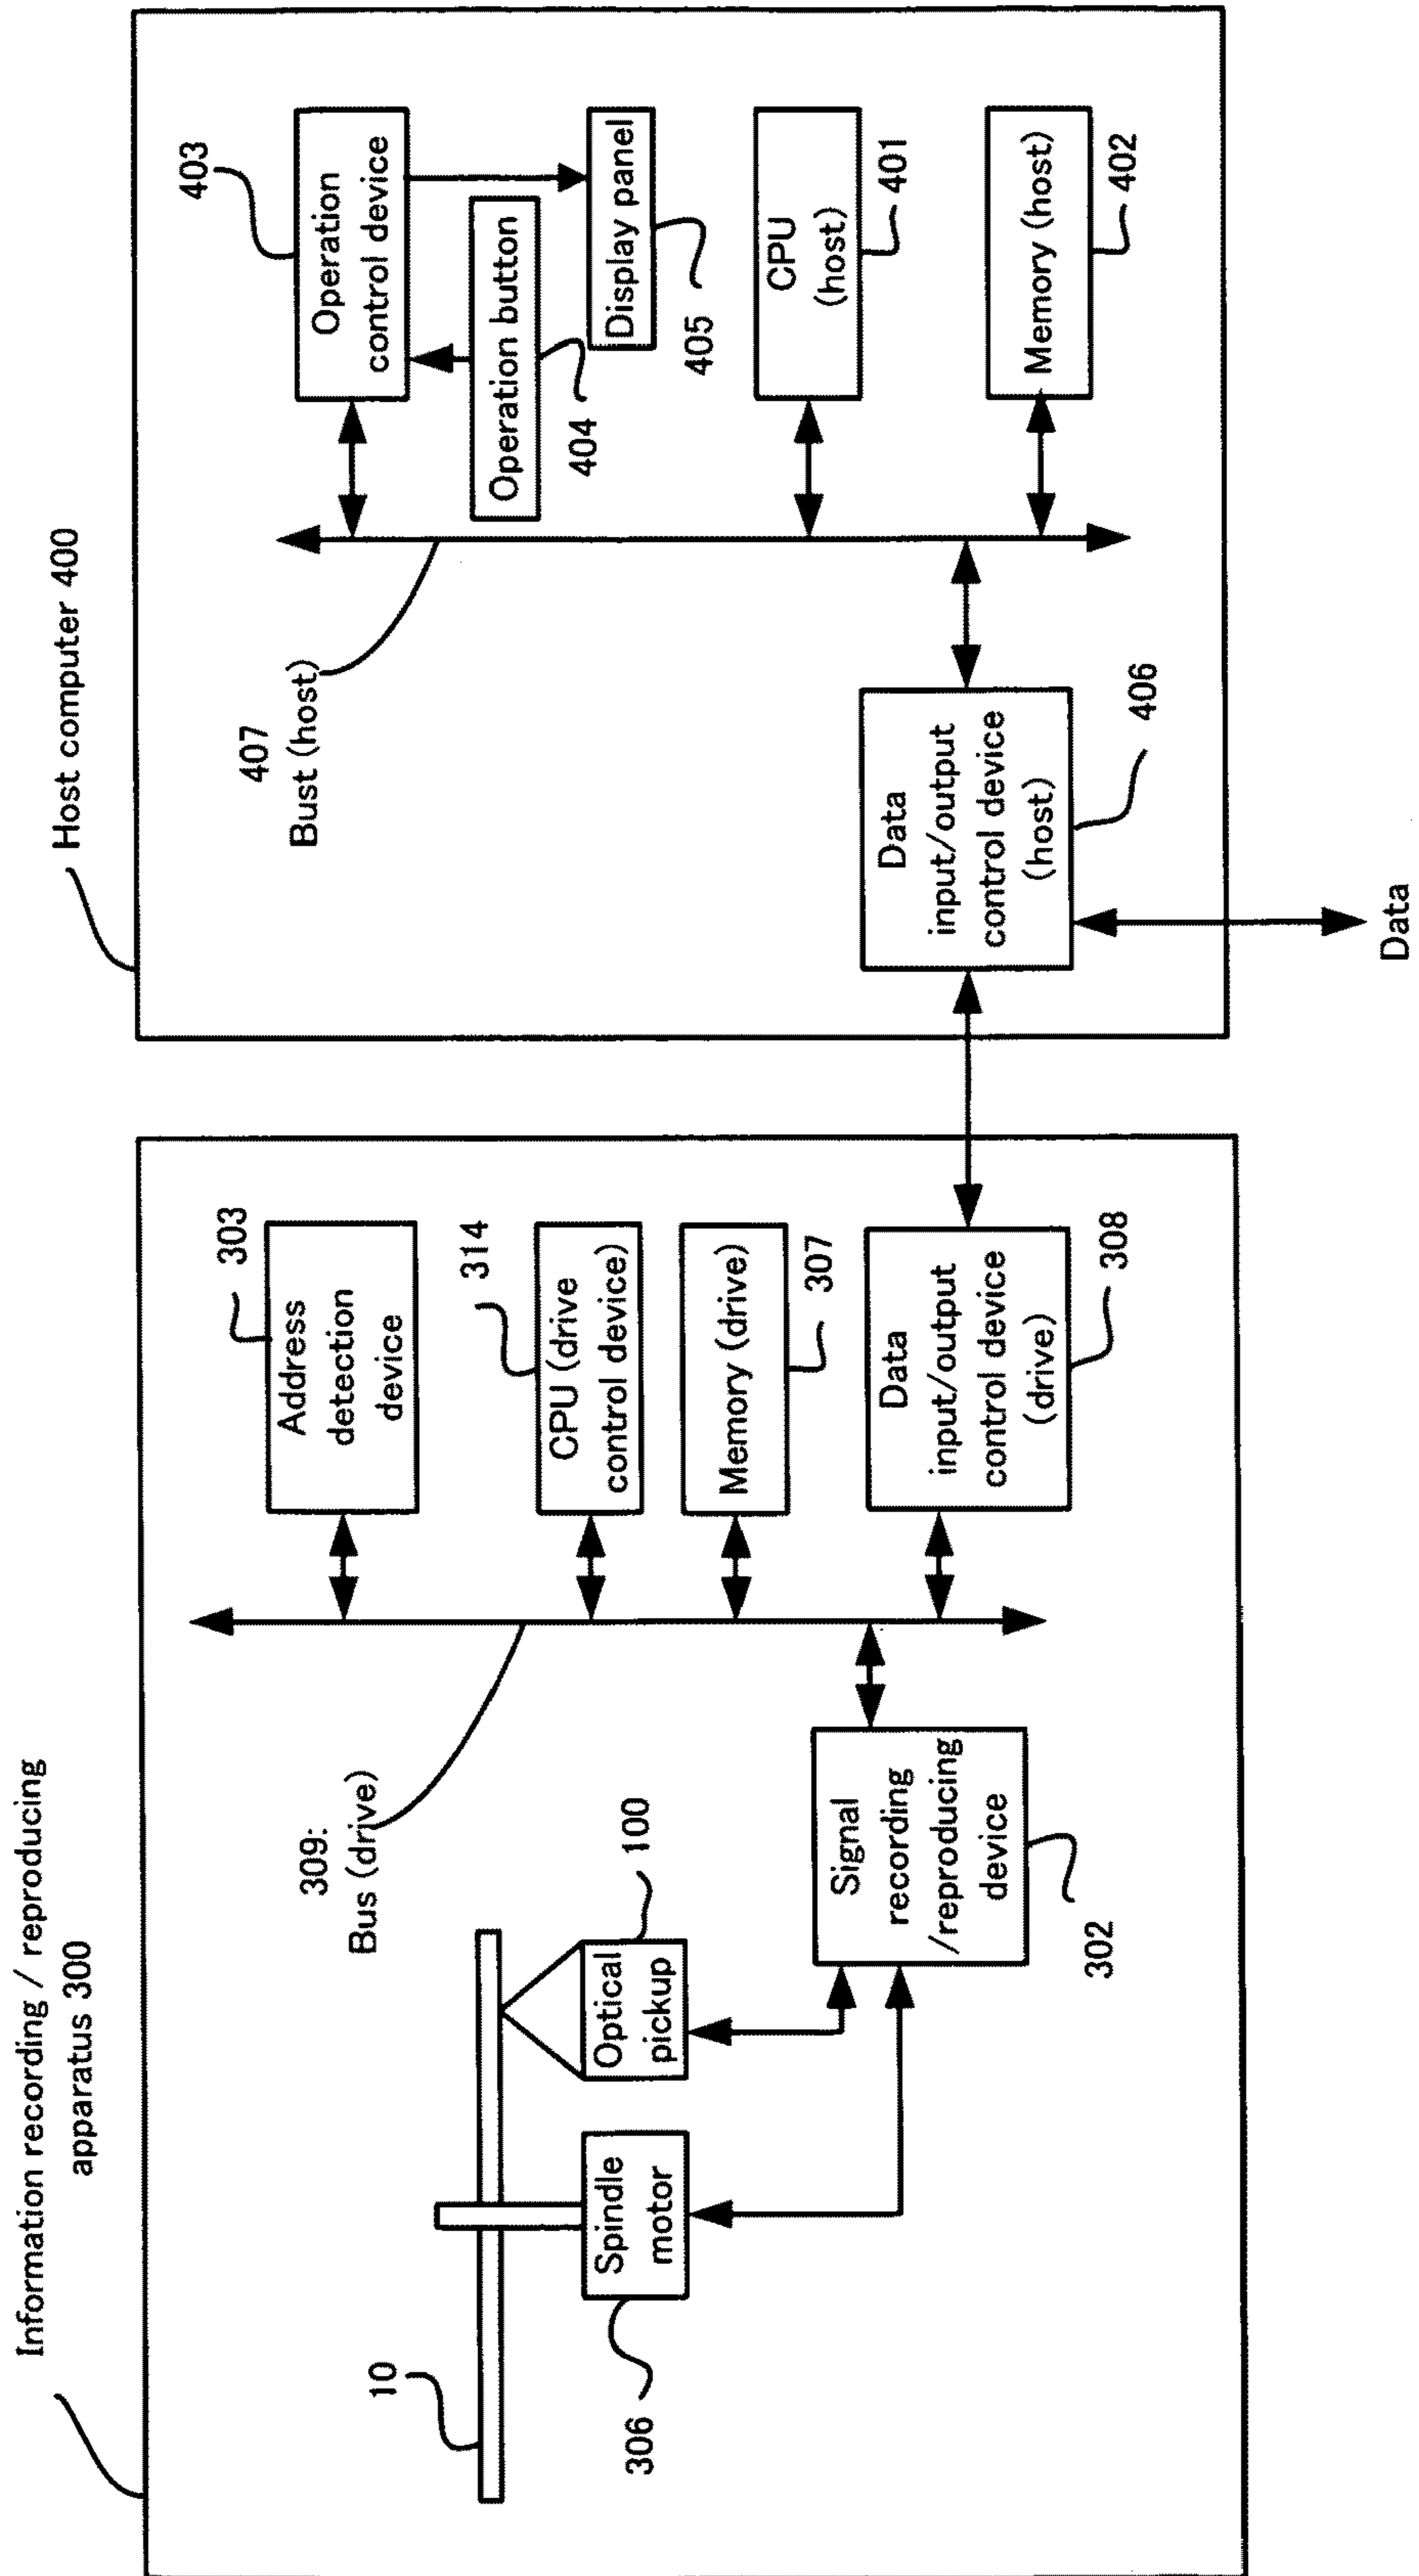 Information recording / reproducing
apparatus 300
10
306
Spindle
motor
Optical
pickup
100
309:
Bus (drive)
Signal
recording
/reproducing
device
302
Address
detection
device
303
CPU (drive
control device)
314
Memory (drive)
307
Data
input/output
control device
(drive)
308
Host computer 400
407
Bust (host)
Data
input/output
control device
(host)
406
Data
Operation
control device
403
Operation button
404
Display panel
405
CPU
(host)
401
Memory (host)
402